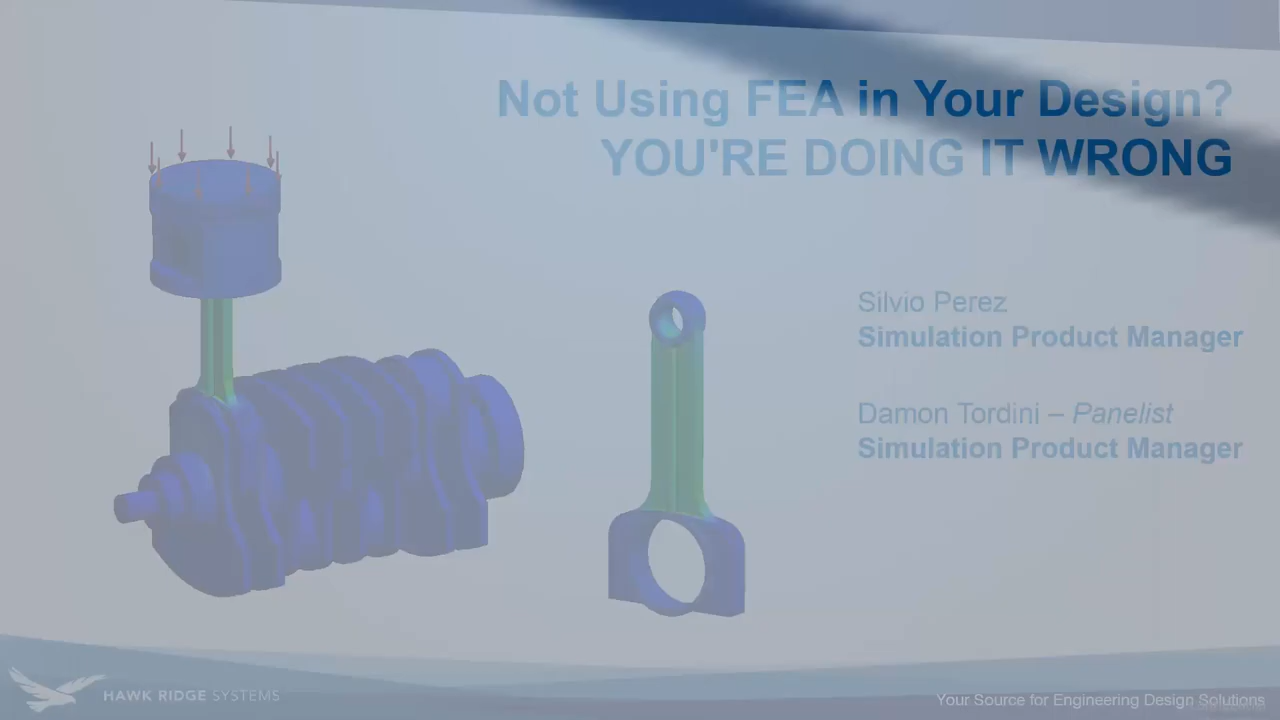 Not Using FEA in Your Design?
YOU'RE DOING IT WRONG
Silvio Perez
Simulation Product Manager
Damon Tordini – Panelist
Simulation Product Manager
HAWK RIDGE SYSTEMS
Your Source for Engineering Design Solutions